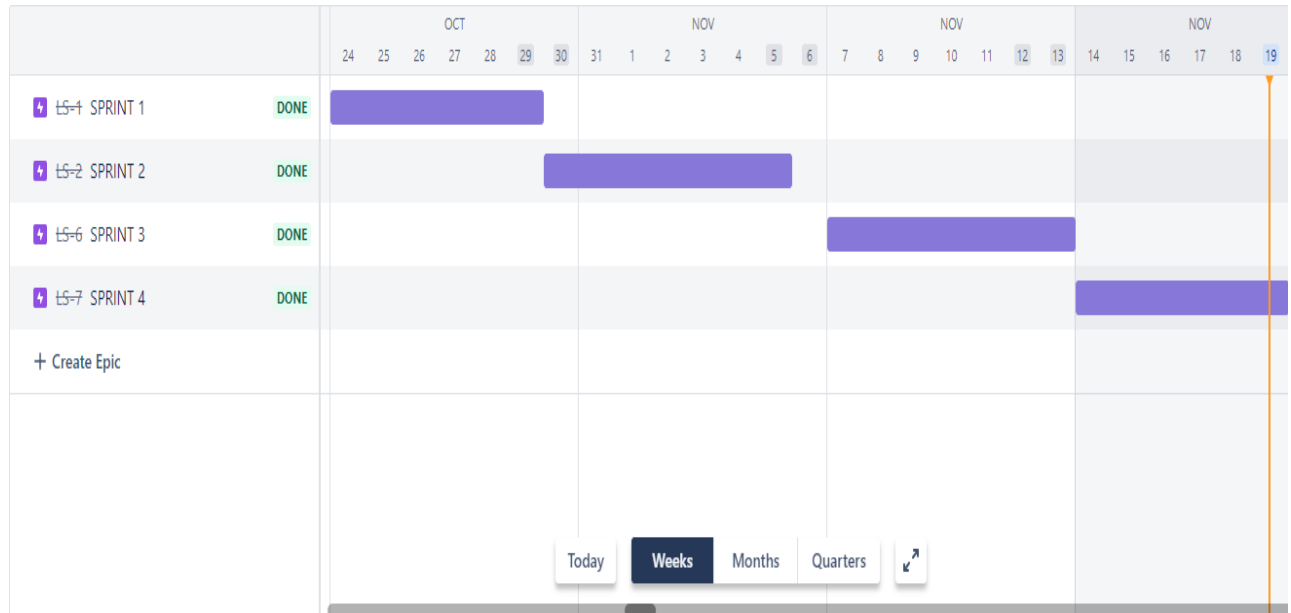 OCT NOV NOV NOV
24 25 26 27 28 29 30 31 1 2 3 4 5 6 7 8 9 10 11 12 13 14 15 16 17 18 19
LS-1 SPRINT 1 DONE
LS-2 SPRINT 2 DONE
LS-6 SPRINT 3 DONE
LS-7 SPRINT 4 DONE
+ Create Epic
Today Weeks Months Quarters